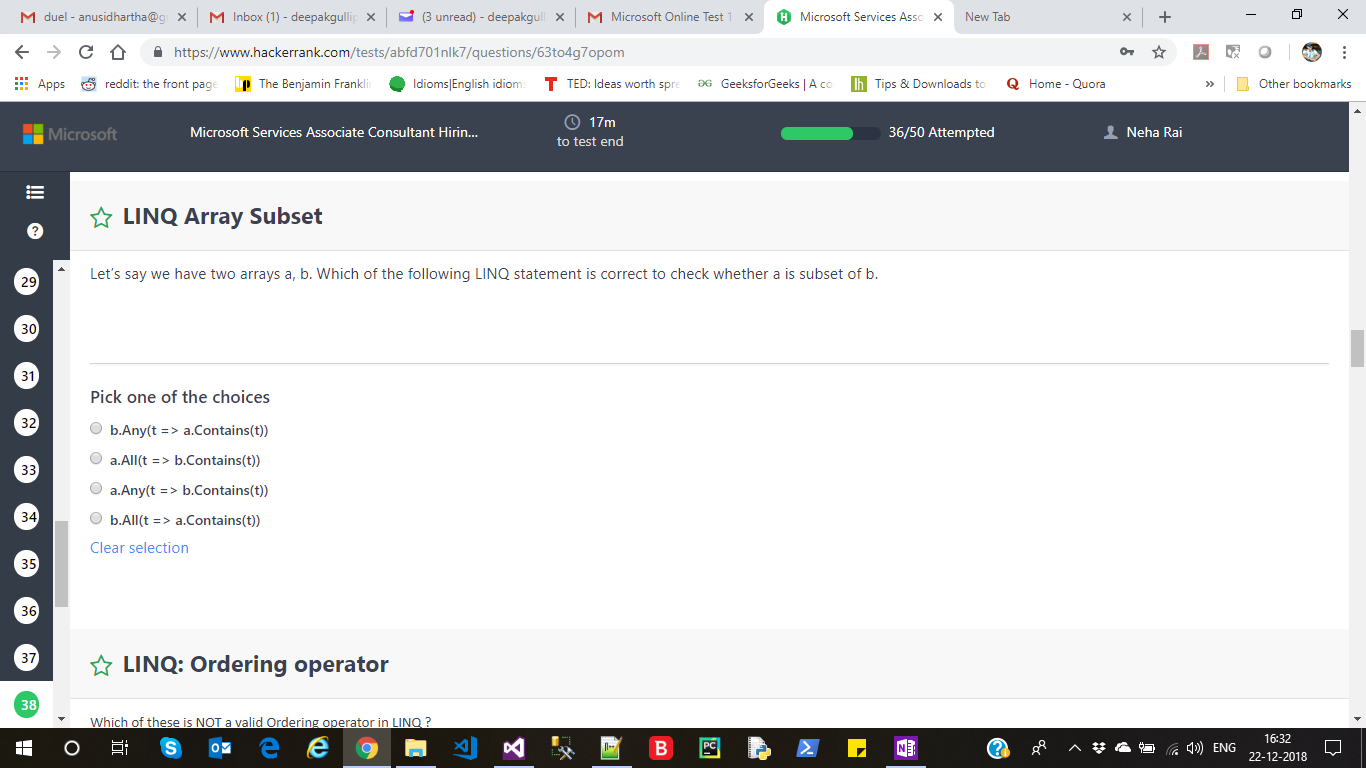 duel - anusidhartha@g
Inbox (1) - deepakgullip
(3 unread) - deepakgull
Microsoft Online Test 1
Microsoft Services Asso
New Tab
https://www.hackerrank.com/tests/abfd701nlk7/questions/63to4g7opom
Apps
reddit: the front page
The Benjamin Franklin
Idioms|English idioms
TED: Ideas worth spre
GeeksforGeeks | A co
Tips & Downloads to
Home - Quora
»
Other bookmarks
Microsoft
Microsoft Services Associate Consultant Hirin...
17m
to test end
36/50 Attempted
Neha Rai
?
29
30
31
32
33
34
35
36
37
38
LINQ Array Subset
Let's say we have two arrays a, b. Which of the following LINQ statement is correct to check whether a is subset of b.
Pick one of the choices
b.Any(t => a.Contains(t))
a.All(t => b.Contains(t))
a.Any(t => b.Contains(t))
b.All(t => a.Contains(t))
Clear selection
LINQ: Ordering operator
Which of these is NOT a valid Ordering operator in LINQ ?
ENG
16:32
22-12-2018